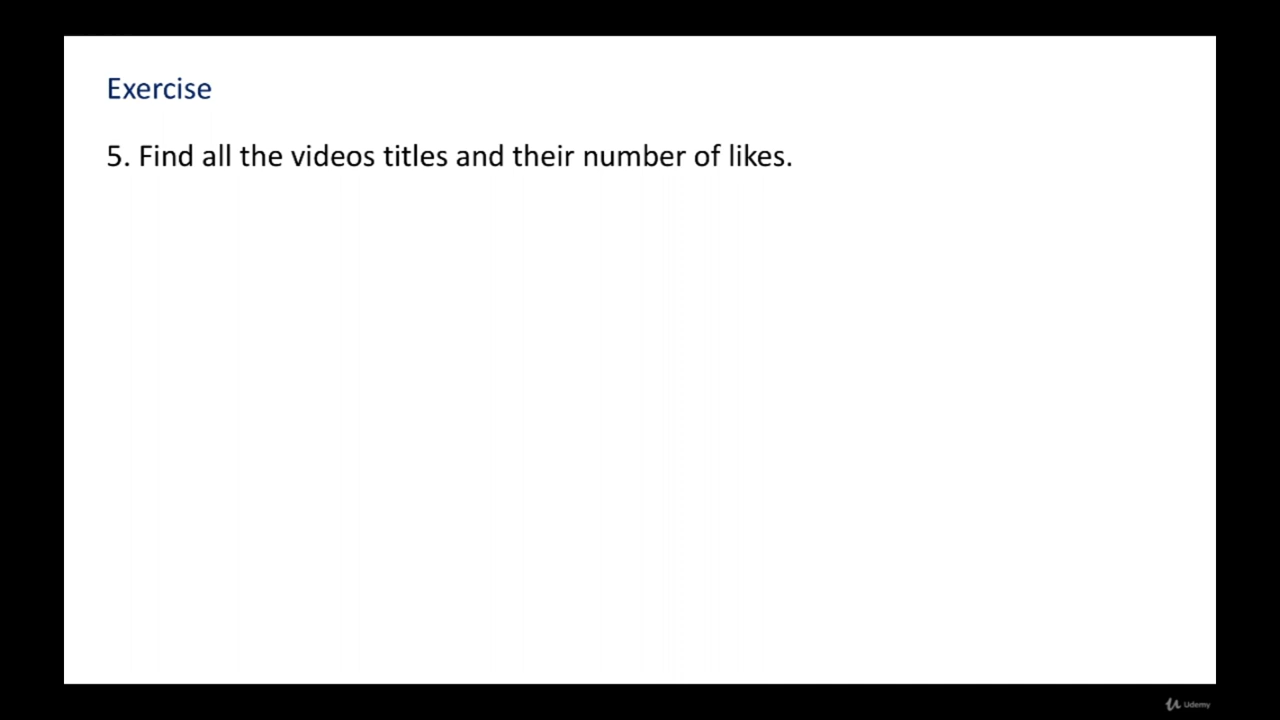 Exercise
5. Find all the videos titles and their number of likes.
Udemy